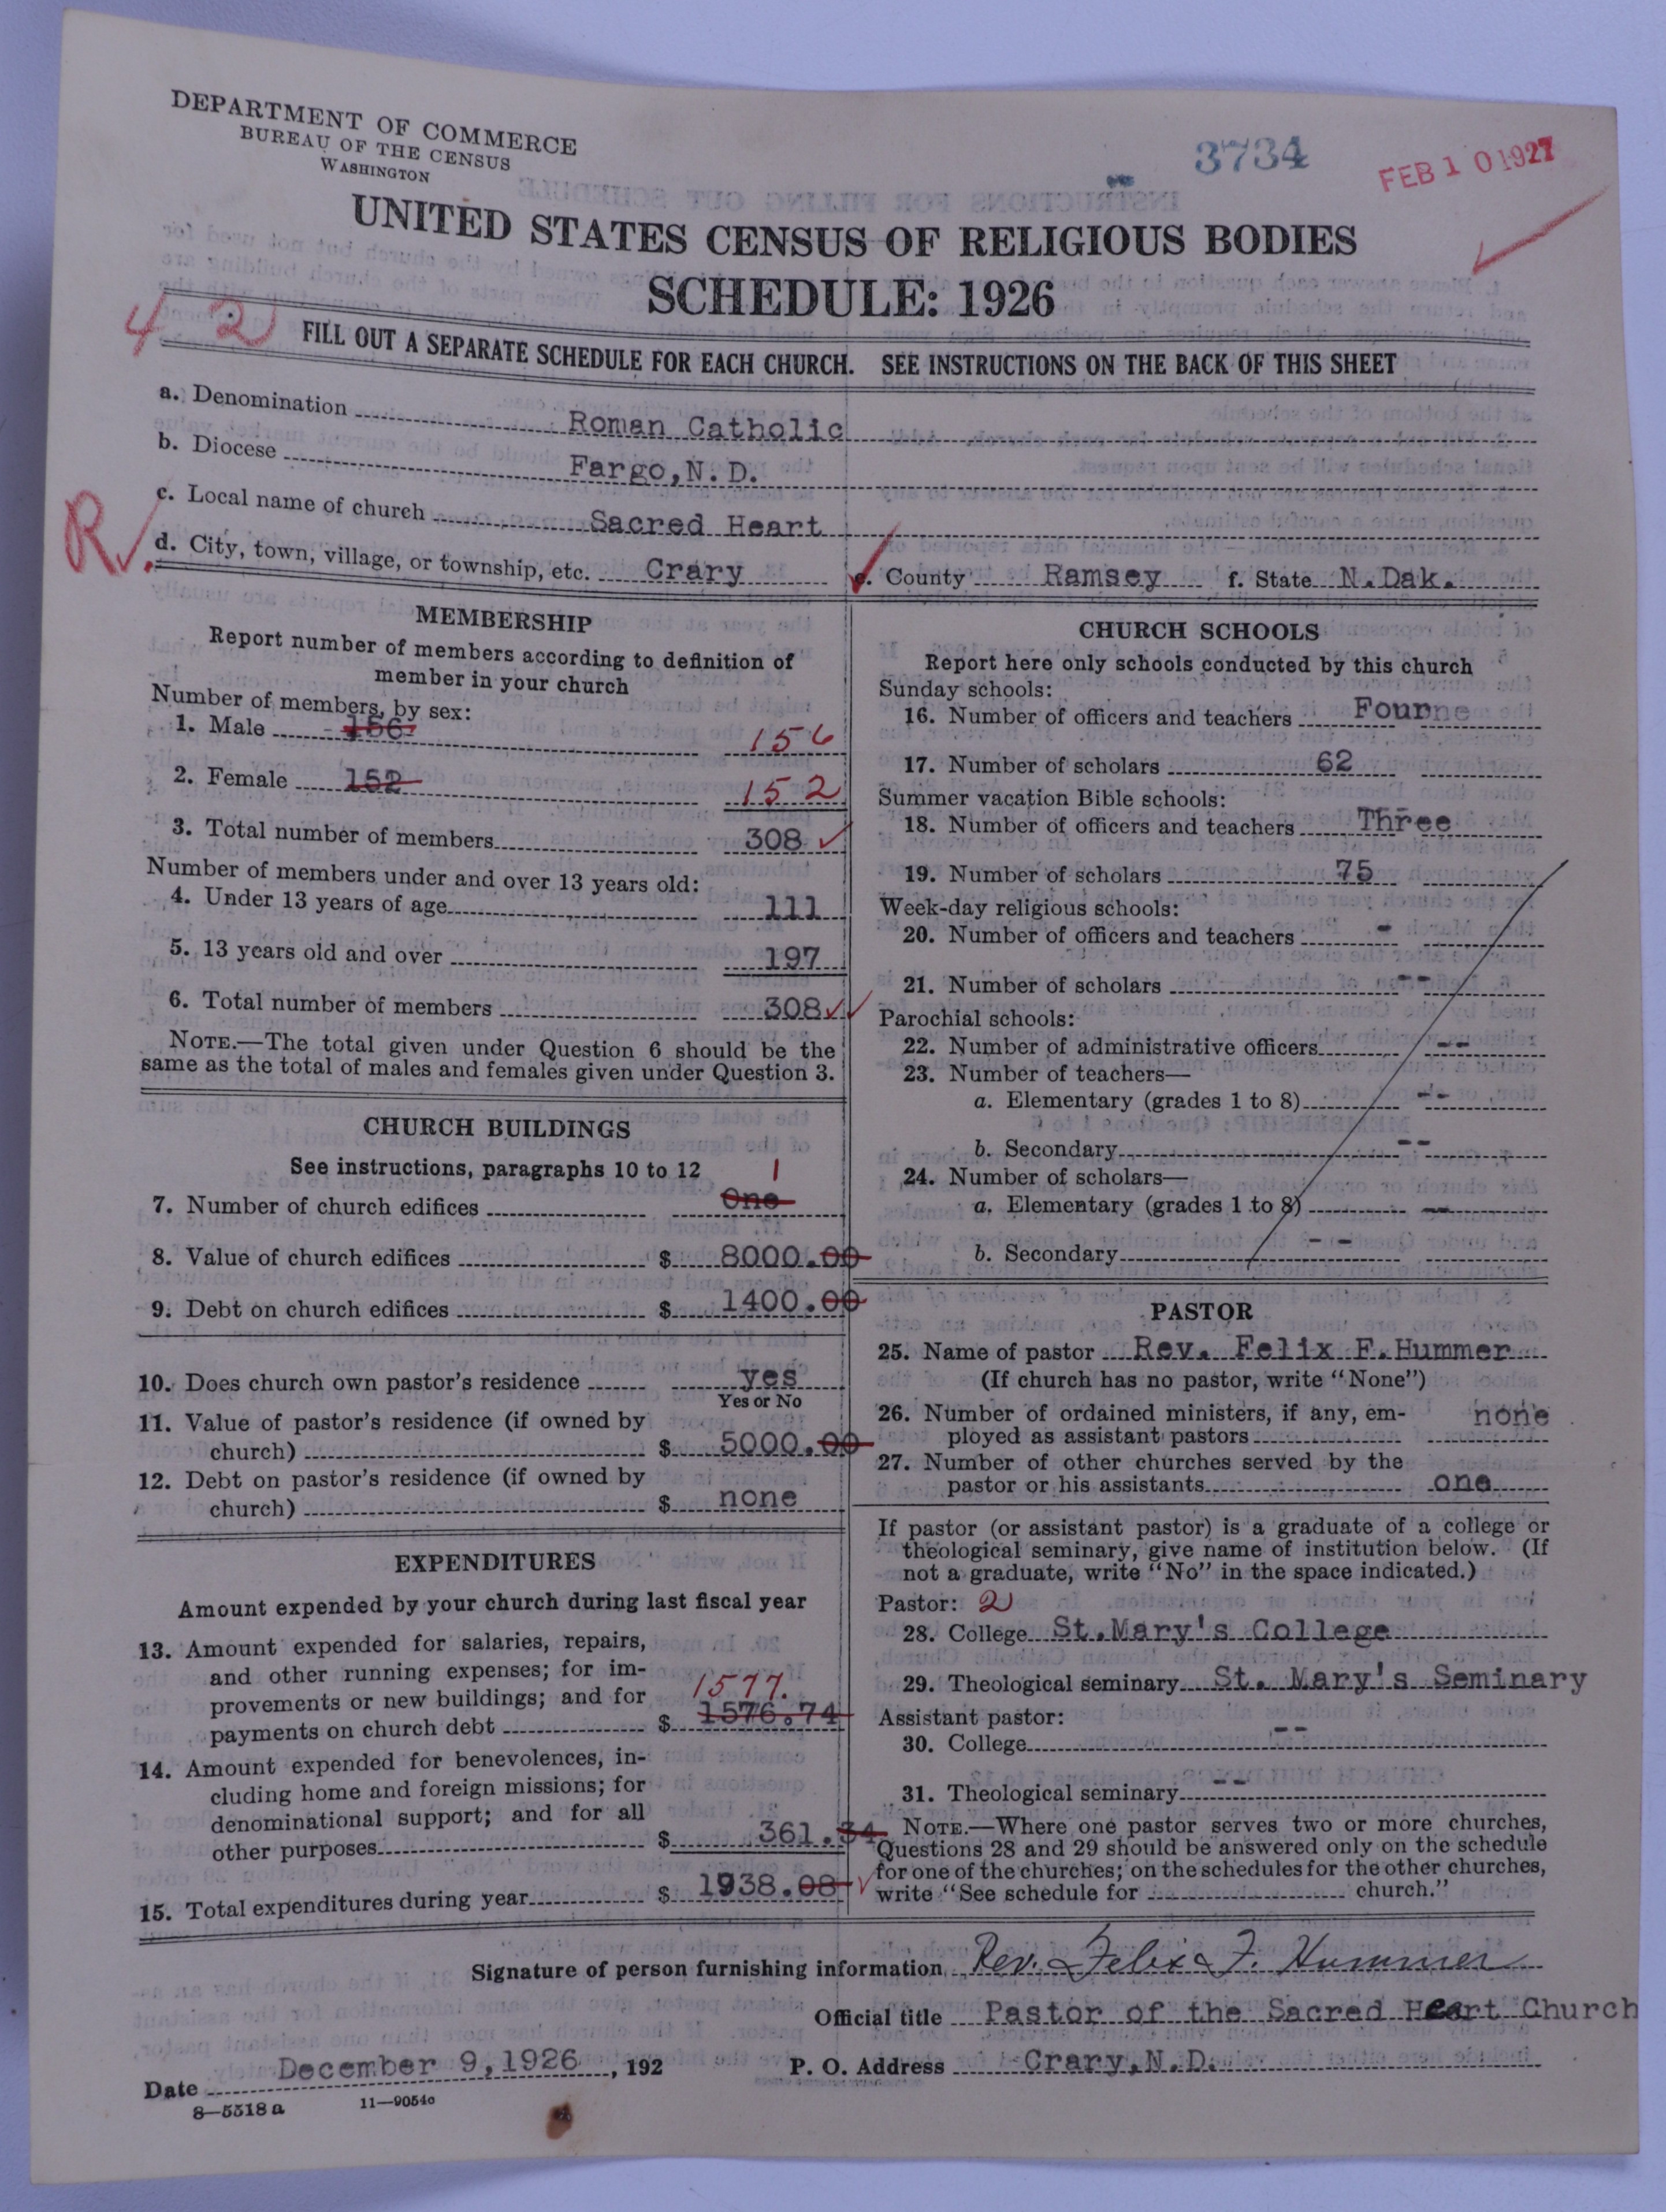 DEPARTMENT OF COMMERCE
BUREAU OF THE CENSUS
WASHINGTON
3734
FEB 10 1927
UNITED STATES CENSUS OF RELIGIOUS BODIES
SCHEDULE: 1926
4 2
FILL OUT A SEPARATE SCHEDULE FOR EACH CHURCH. SEE INSTRUCTIONS ON THE BACK OF THIS SHEET
a. Denomination Roman Catholic
b. Diocese Fargo,N.D.
c. Local name of church Sacred Heart
R
d. City, town, village, or township, etc. Crary e. County Ramsey f. State N.Dak.
MEMBERSHIP
Report number of members according to definition of
member in your church
Number of members, by sex:
1. Male 156 156
2. Female 152 152
3. Total number of members 308
Number of members under and over 13 years old:
4. Under 13 years of age 111
5. 13 years old and over 197
6. Total number of members 308
NOTE.—The total given under Question 6 should be the
same as the total of males and females given under Question 3.
CHURCH BUILDINGS
See instructions, paragraphs 10 to 12
1
7. Number of church edifices One
8. Value of church edifices $ 8000.00
9. Debt on church edifices $ 1400.00
10. Does church own pastor's residence yes
Yes or No
11. Value of pastor's residence (if owned by
church) $ 5000.00
12. Debt on pastor's residence (if owned by
church) $ none
EXPENDITURES
Amount expended by your church during last fiscal year
13. Amount expended for salaries, repairs,
and other running expenses; for im-
provements or new buildings; and for 1577.
payments on church debt $ 1576.74
14. Amount expended for benevolences, in-
cluding home and foreign missions; for
denominational support; and for all
other purposes $ 361.34
15. Total expenditures during year $ 1938.08
CHURCH SCHOOLS
Report here only schools conducted by this church
Sunday schools:
16. Number of officers and teachers Four
17. Number of scholars 62
Summer vacation Bible schools:
18. Number of officers and teachers Three
19. Number of scholars 75
Week-day religious schools:
20. Number of officers and teachers -
21. Number of scholars --
Parochial schools:
22. Number of administrative officers --
23. Number of teachers—
a. Elementary (grades 1 to 8) --
b. Secondary --
24. Number of scholars—
a. Elementary (grades 1 to 8) --
b. Secondary --
PASTOR
25. Name of pastor Rev. Felix F.Hummer
(If church has no pastor, write "None")
26. Number of ordained ministers, if any, em-
ployed as assistant pastors none
27. Number of other churches served by the
pastor or his assistants one
If pastor (or assistant pastor) is a graduate of a college or
theological seminary, give name of institution below. (If
not a graduate, write "No" in the space indicated.)
Pastor: 2
28. College St.Mary's College
29. Theological seminary St. Mary's Seminary
Assistant pastor:
30. College --
31. Theological seminary --
NOTE.—Where one pastor serves two or more churches,
Questions 28 and 29 should be answered only on the schedule
for one of the churches; on the schedules for the other churches,
write "See schedule for church."
Signature of person furnishing information Rev. Felix F. Hummer
Official title Pastor of the Sacred Heart Church
Date December 9,1926, 192 P. O. Address Crary,N.D.
8—5518 a 11—9054c